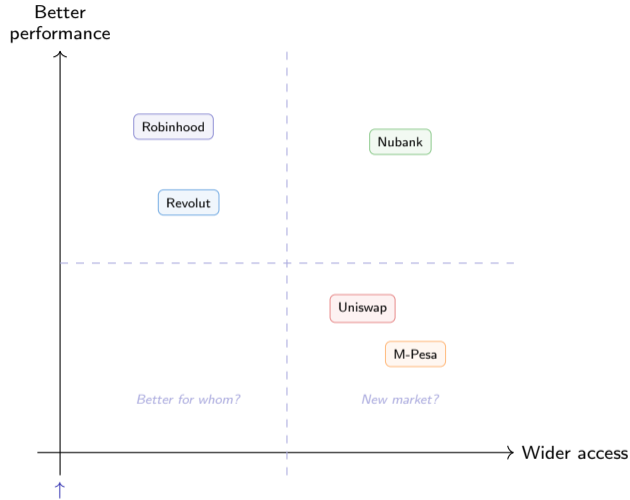 Better
performance
Robinhood
Nubank
Revolut
Uniswap
M-Pesa
Better for whom?
New market?
Wider access